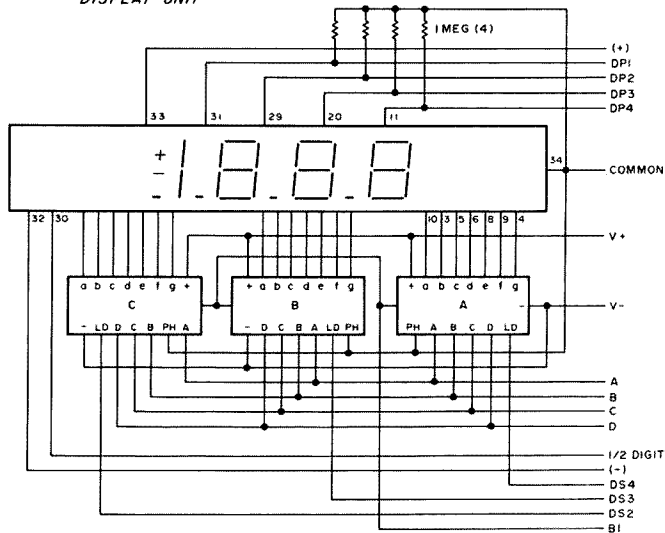 DISPLAY UNIT
1 MEG (4)
(+)
DP1
DP2
DP3
DP4
33 31 29 20 11
+
-
1.8.8.8
34
COMMON
32 30
10 3 5 6 8 9 4
V+
a b c d e f g +
+ a b c d e f g
+ a b c d e f g
C
B
A
-
V-
- LD D C B PH A
- D C B A LD PH
PH A B C D LD
A
B
C
D
1/2 DIGIT
(-)
DS4
DS3
DS2
B1